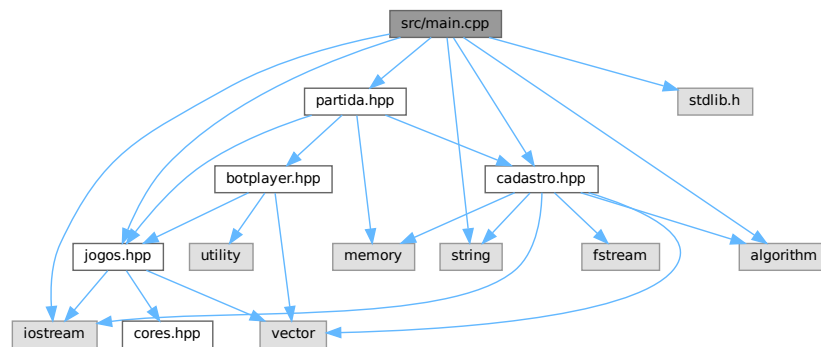 src/main.cpp
partida.hpp
stdlib.h
botplayer.hpp
cadastro.hpp
jogos.hpp
utility
memory
string
fstream
algorithm
iostream
cores.hpp
vector